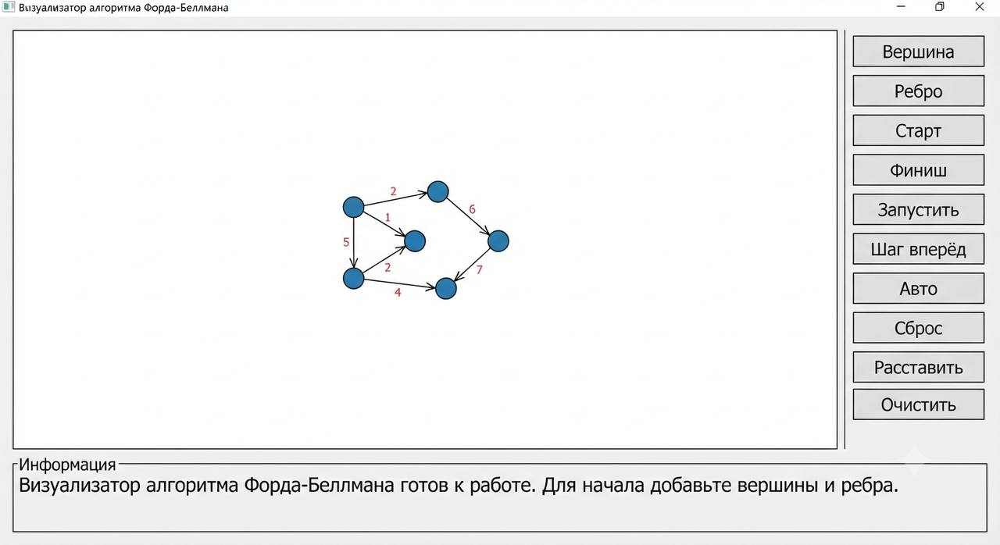 Визуализатор алгоритма Форда-Беллмана
2
1
6
5
2
7
4
Вершина
Ребро
Старт
Финиш
Запустить
Шаг вперёд
Авто
Сброс
Расставить
Очистить
Информация
Визуализатор алгоритма Форда-Беллмана готов к работе. Для начала добавьте вершины и ребра.